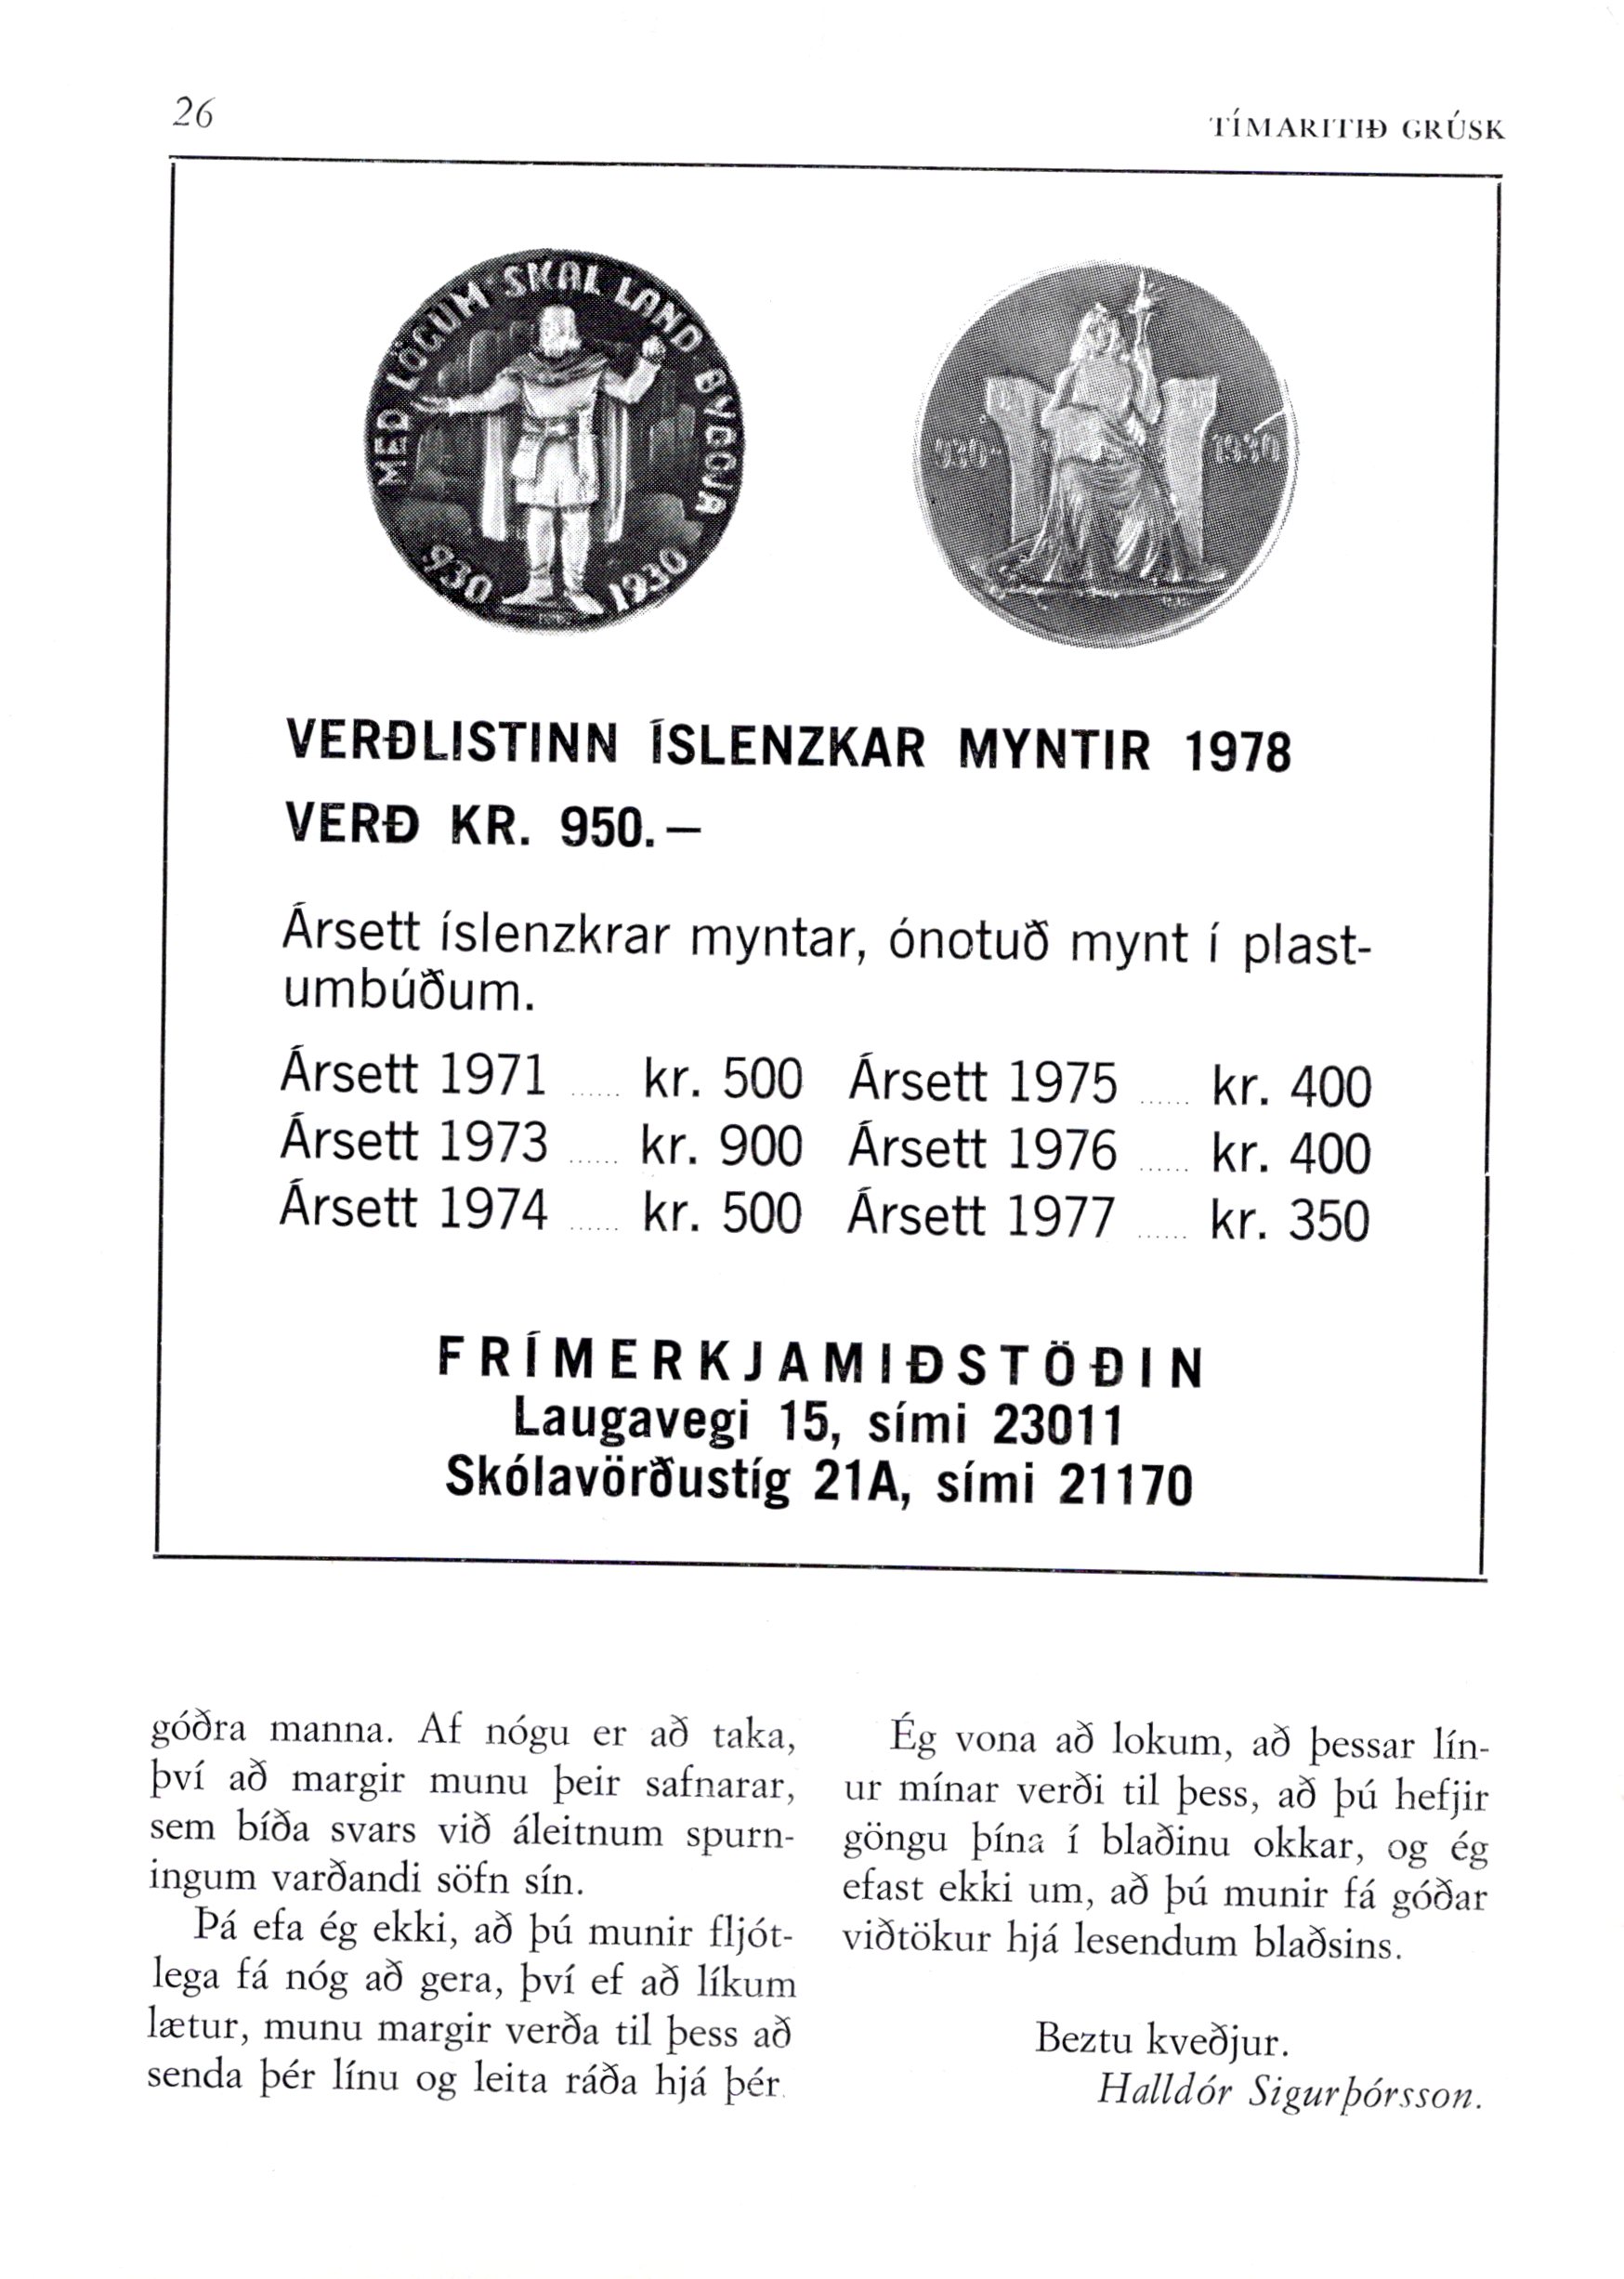 26
TÍMARITIÐ GRÚSK
MEÐ LÖGUM SKAL LAND BYGGJA
930 1930
930 1930
VERÐLISTINN ÍSLENZKAR MYNTIR 1978
VERÐ KR. 950.—
Ársett íslenzkrar myntar, ónotuð mynt í plast-
umbúðum.
Ársett 1971 ...... kr. 500 Ársett 1975 ...... kr. 400
Ársett 1973 ...... kr. 900 Ársett 1976 ...... kr. 400
Ársett 1974 ...... kr. 500 Ársett 1977 ...... kr. 350
FRÍMERKJAMIÐSTÖÐIN
Laugavegi 15, sími 23011
Skólavörðustíg 21A, sími 21170
góðra manna. Af nógu er að taka,
því að margir munu þeir safnarar,
sem bíða svars við áleitnum spurn-
ingum varðandi söfn sín.
Þá efa ég ekki, að þú munir fljót-
lega fá nóg að gera, því ef að líkum
lætur, munu margir verða til þess að
senda þér línu og leita ráða hjá þér.
Ég vona að lokum, að þessar lín-
ur mínar verði til þess, að þú hefjir
göngu þína í blaðinu okkar, og ég
efast ekki um, að þú munir fá góðar
viðtökur hjá lesendum blaðsins.
Beztu kveðjur.
Halldór Sigurþórsson.